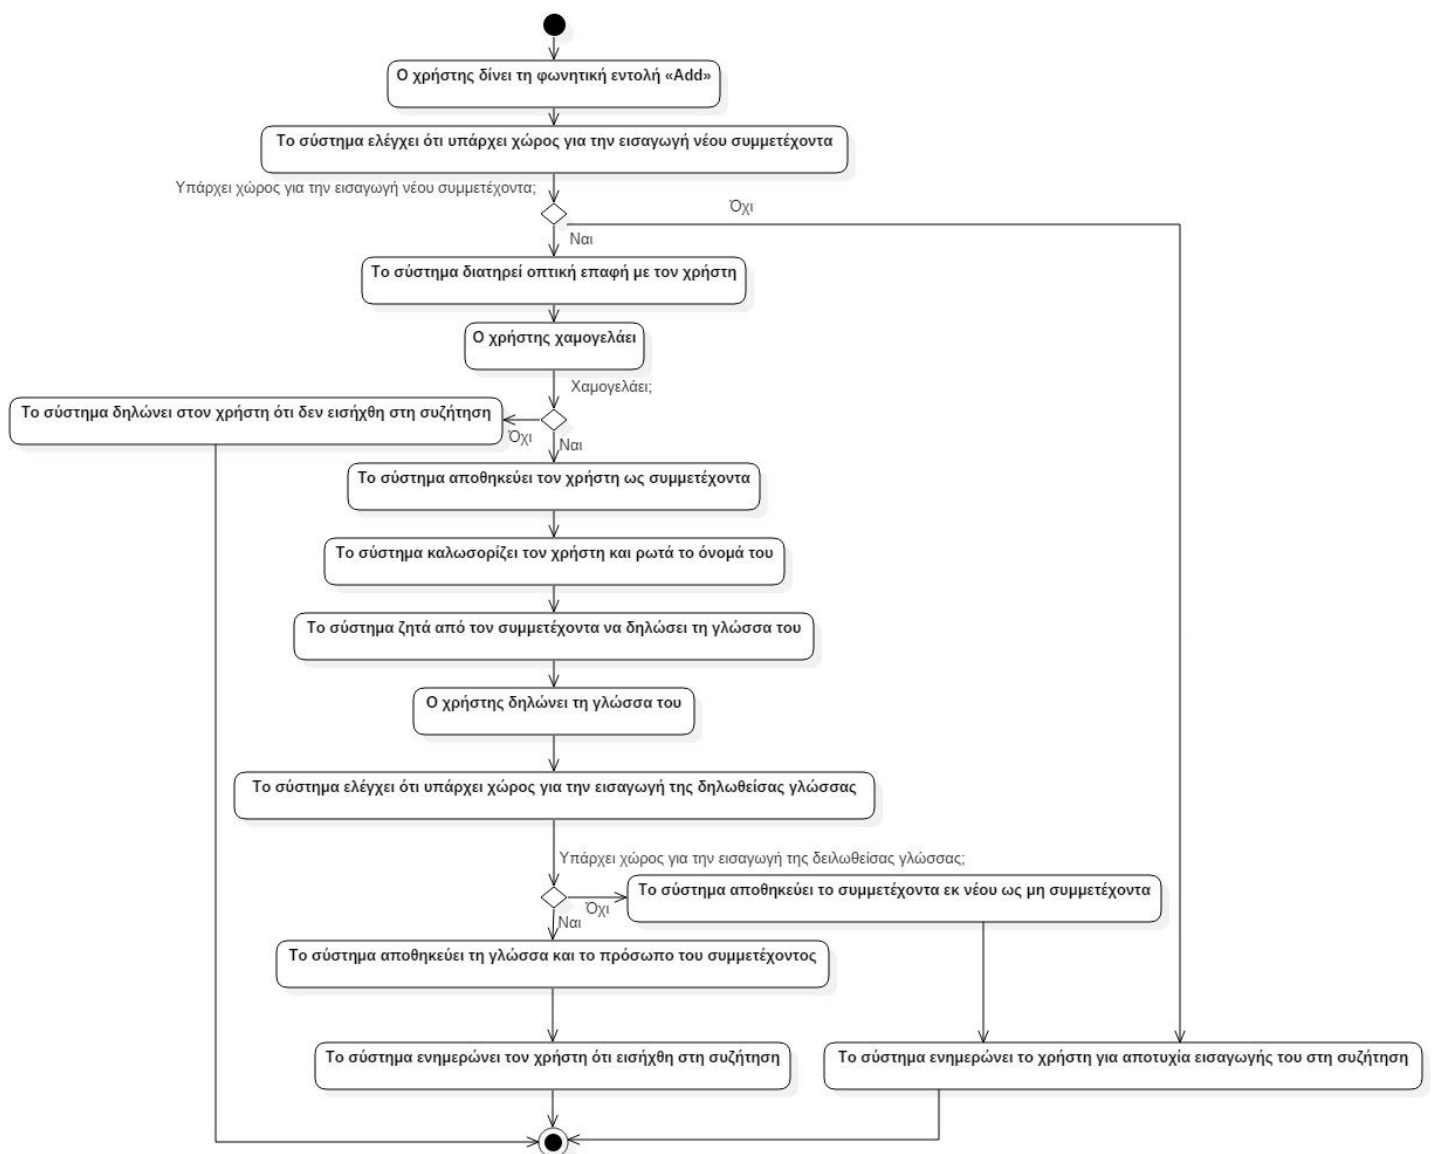 Ο χρήστης δίνει τη φωνητική εντολή «Add»
Το σύστημα ελέγχει ότι υπάρχει χώρος για την εισαγωγή νέου συμμετέχοντα
Υπάρχει χώρος για την εισαγωγή νέου συμμετέχοντα;
Όχι
Ναι
Το σύστημα διατηρεί οπτική επαφή με τον χρήστη
Ο χρήστης χαμογελάει
Χαμογελάει;
Το σύστημα δηλώνει στον χρήστη ότι δεν εισήχθη στη συζήτηση
Όχι
Ναι
Το σύστημα αποθηκεύει τον χρήστη ως συμμετέχοντα
Το σύστημα καλωσορίζει τον χρήστη και ρωτά το όνομά του
Το σύστημα ζητά από τον συμμετέχοντα να δηλώσει τη γλώσσα του
Ο χρήστης δηλώνει τη γλώσσα του
Το σύστημα ελέγχει ότι υπάρχει χώρος για την εισαγωγή της δηλωθείσας γλώσσας
Υπάρχει χώρος για την εισαγωγή της δειλωθείσας γλώσσας;
Το σύστημα αποθηκεύει το συμμετέχοντα εκ νέου ως μη συμμετέχοντα
Όχι
Ναι
Το σύστημα αποθηκεύει τη γλώσσα και το πρόσωπο του συμμετέχοντος
Το σύστημα ενημερώνει τον χρήστη ότι εισήχθη στη συζήτηση
Το σύστημα ενημερώνει το χρήστη για αποτυχία εισαγωγής του στη συζήτηση